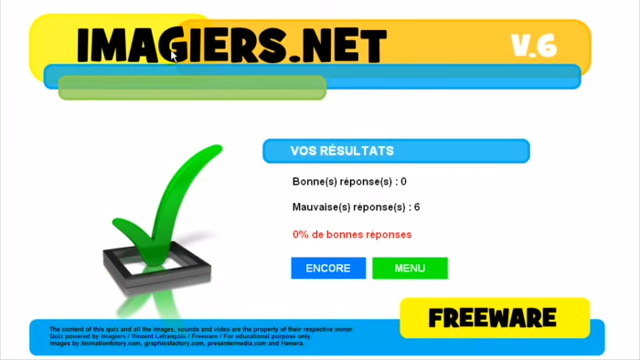 IMAGIERS.NET
V.6
VOS RÉSULTATS
Bonne(s) réponse(s) : 0
Mauvaise(s) réponse(s) : 6
0% de bonnes réponses
ENCORE
MENU
FREEWARE
The content of this quiz and all the images, sounds and video are the property of their respective owner.
Quiz powered by Imagiers / Vincent Lefrançois / Freeware / For educational purpose only.
Images by Animationfctory.com, graphicsfactory.com, presentermedia.com and Hemera.